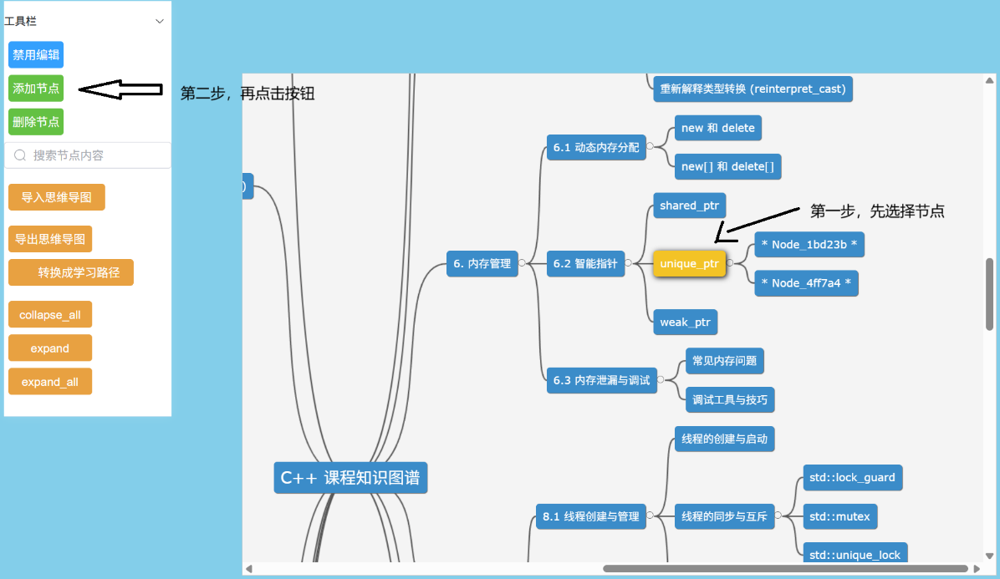 工具栏
禁用编辑
添加节点
第二步，再点击按钮
删除节点
搜索节点内容
导入思维导图
导出思维导图
转换成学习路径
collapse_all
expand
expand_all
重新解释类型转换 (reinterpret_cast)
6.1 动态内存分配
new 和 delete
new[] 和 delete[]
第一步，先选择节点
6. 内存管理
6.2 智能指针
shared_ptr
unique_ptr
* Node_1bd23b *
* Node_4ff7a4 *
weak_ptr
6.3 内存泄漏与调试
常见内存问题
调试工具与技巧
C++ 课程知识图谱
8.1 线程创建与管理
线程的创建与启动
线程的同步与互斥
std::lock_guard
std::mutex
std::unique_lock